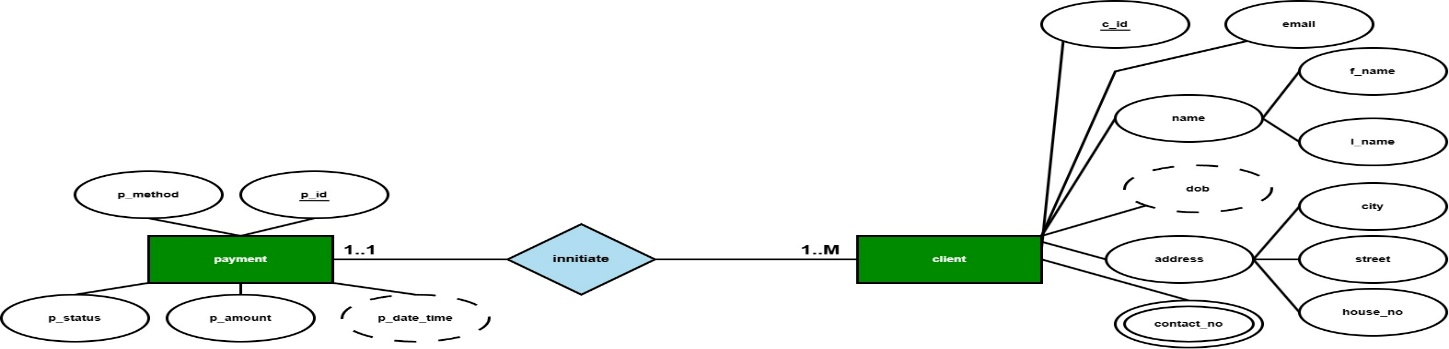 c_id
email
f_name
name
l_name
p_method
p_id
dob
city
payment
1..1
innitiate
1..M
client
address
street
p_status
p_amount
p_date_time
contact_no
house_no